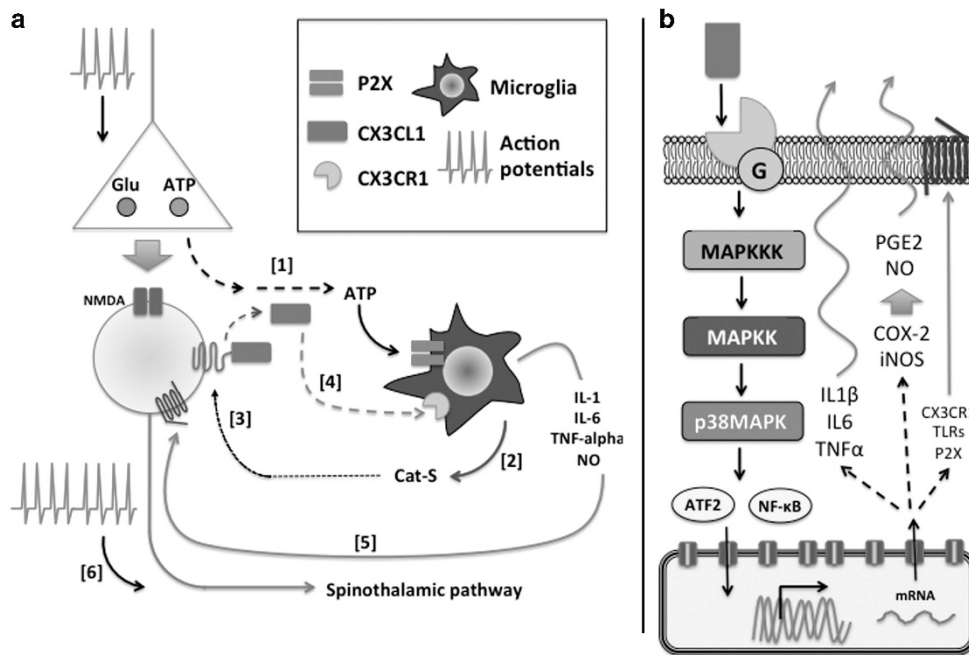 a
P2X
Microglia
CX3CL1
CX3CR1
Action
potentials
Glu
ATP
[1]
ATP
NMDA
[4]
[3]
IL-1
IL-6
TNF-alpha
NO
[2]
Cat-S
[5]
[6]
Spinothalamic pathway
b
G
MAPKKK
MAPKK
p38MAPK
ATF2
NF-κB
IL1β
IL6
TNFα
PGE2
NO
COX-2
iNOS
CX3CR1
TLRs
P2X
mRNA